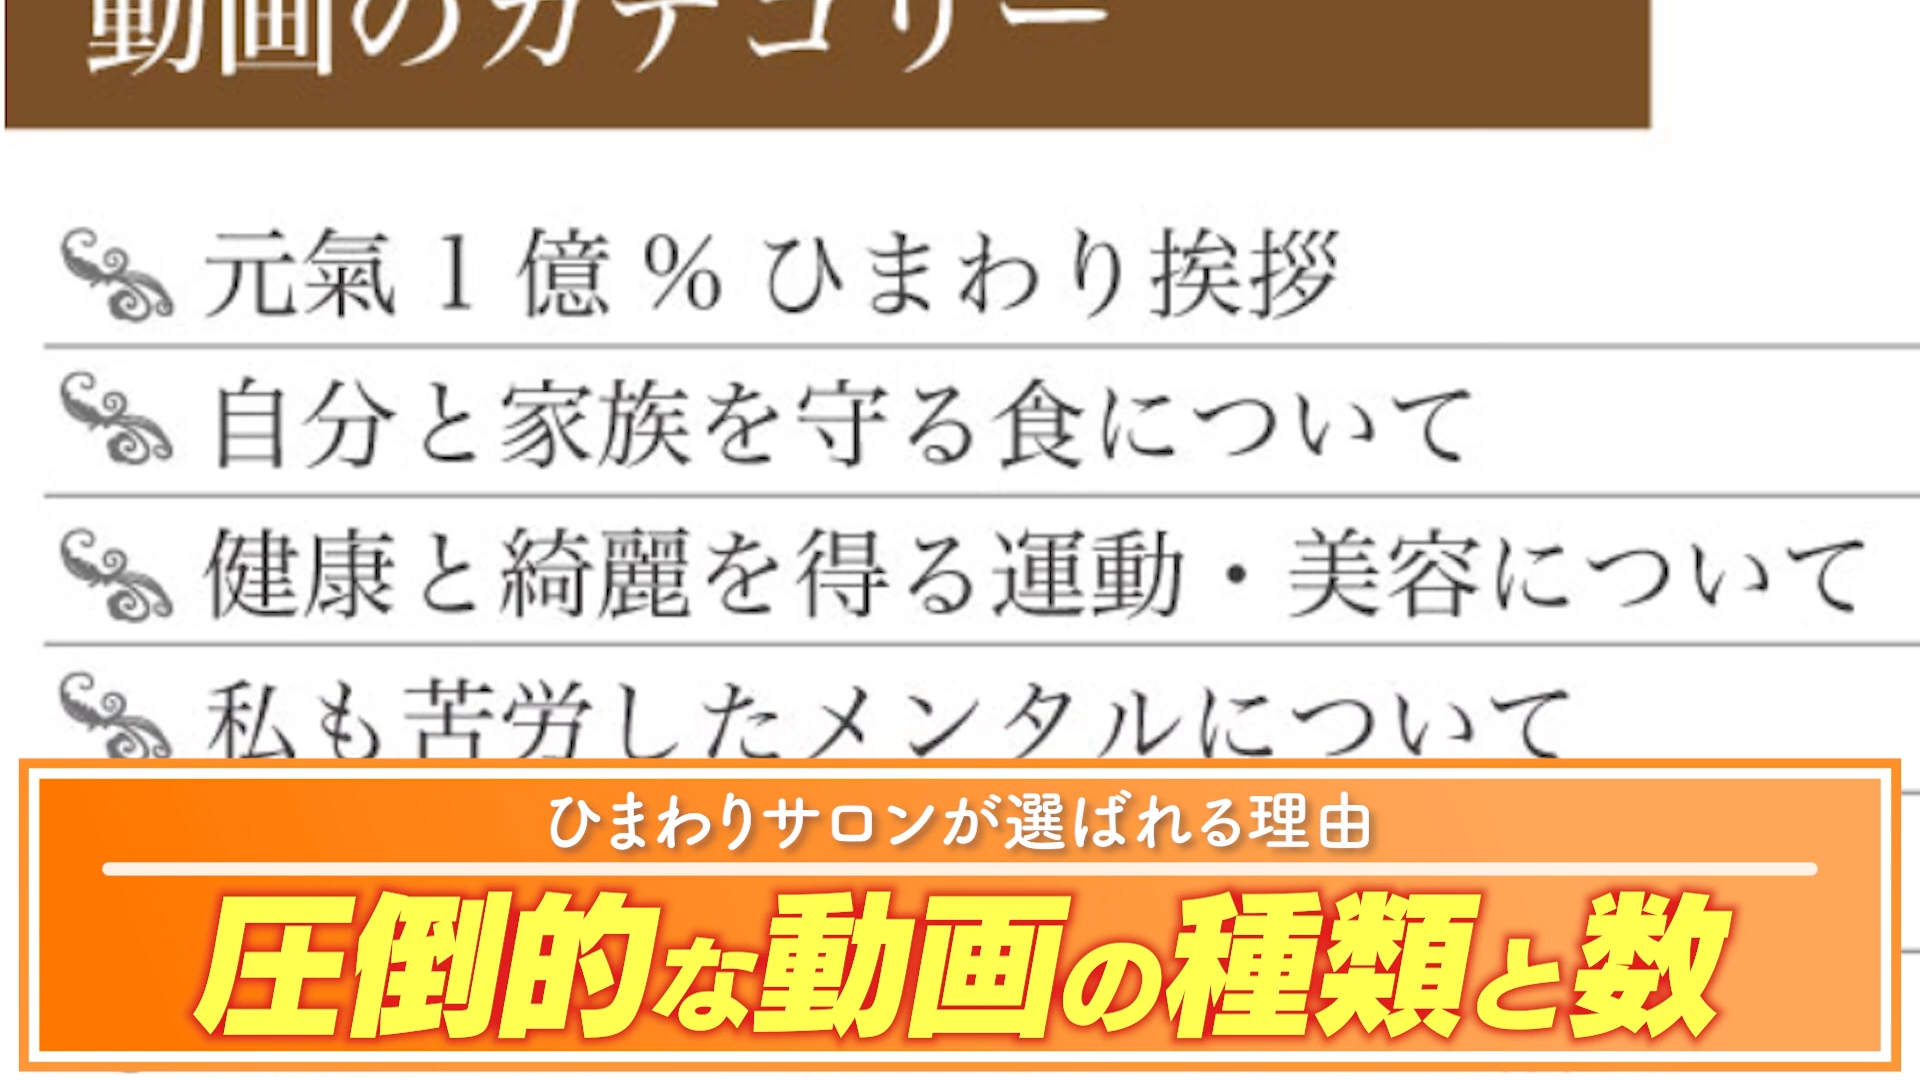 動画のカテゴリー
元氣1億%ひまわり挨拶
自分と家族を守る食について
健康と綺麗を得る運動・美容について
私も苦労したメンタルについて
ひまわりサロンが選ばれる理由
圧倒的な動画の種類と数